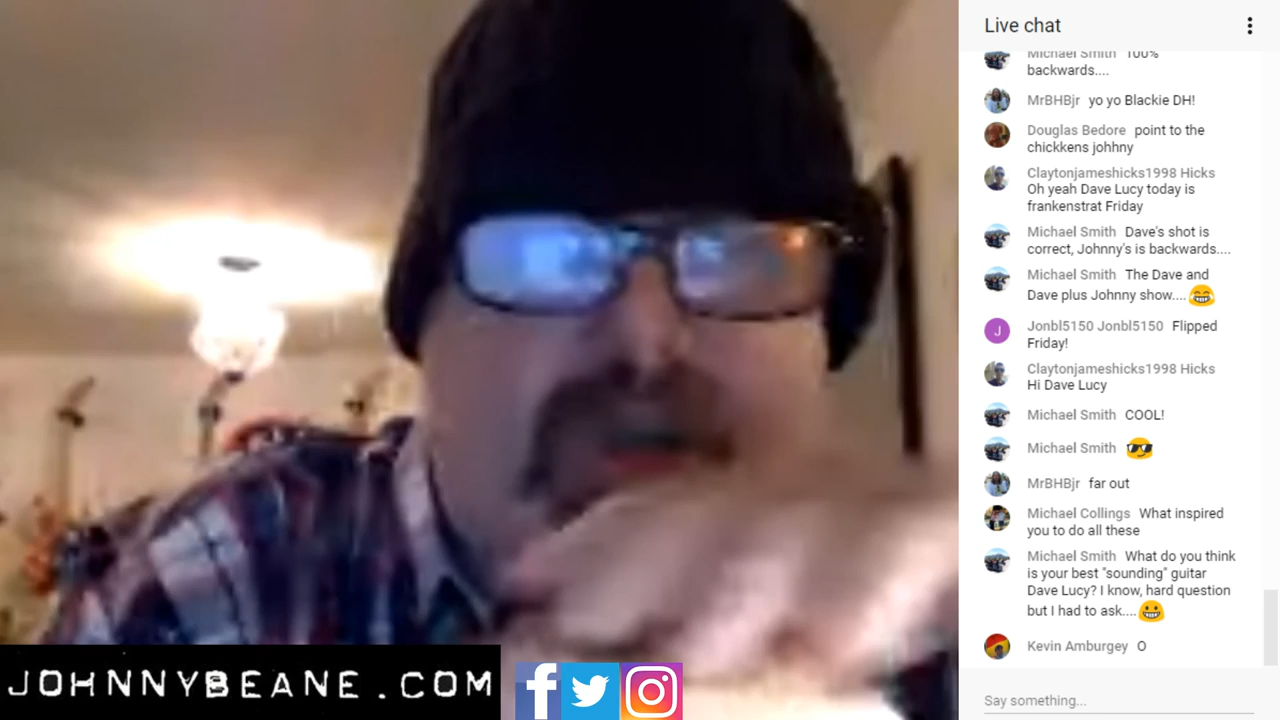 Live chat
Michael Smith 100%
backwards....
MrBHBjr yo yo Blackie DH!
Douglas Bedore point to the
chickkens johhny
Claytonjameshicks1998 Hicks
Oh yeah Dave Lucy today is
frankenstrat Friday
Michael Smith Dave's shot is
correct, Johnny's is backwards....
Michael Smith The Dave and
Dave plus Johnny show....
J Jonbl5150 Jonbl5150 Flipped
Friday!
Claytonjameshicks1998 Hicks
Hi Dave Lucy
Michael Smith COOL!
Michael Smith
MrBHBjr far out
Michael Collings What inspired
you to do all these
Michael Smith What do you think
is your best "sounding" guitar
Dave Lucy? I know, hard question
but I had to ask....
Kevin Amburgey O
Say something...
JOHNNYBEANE.COM